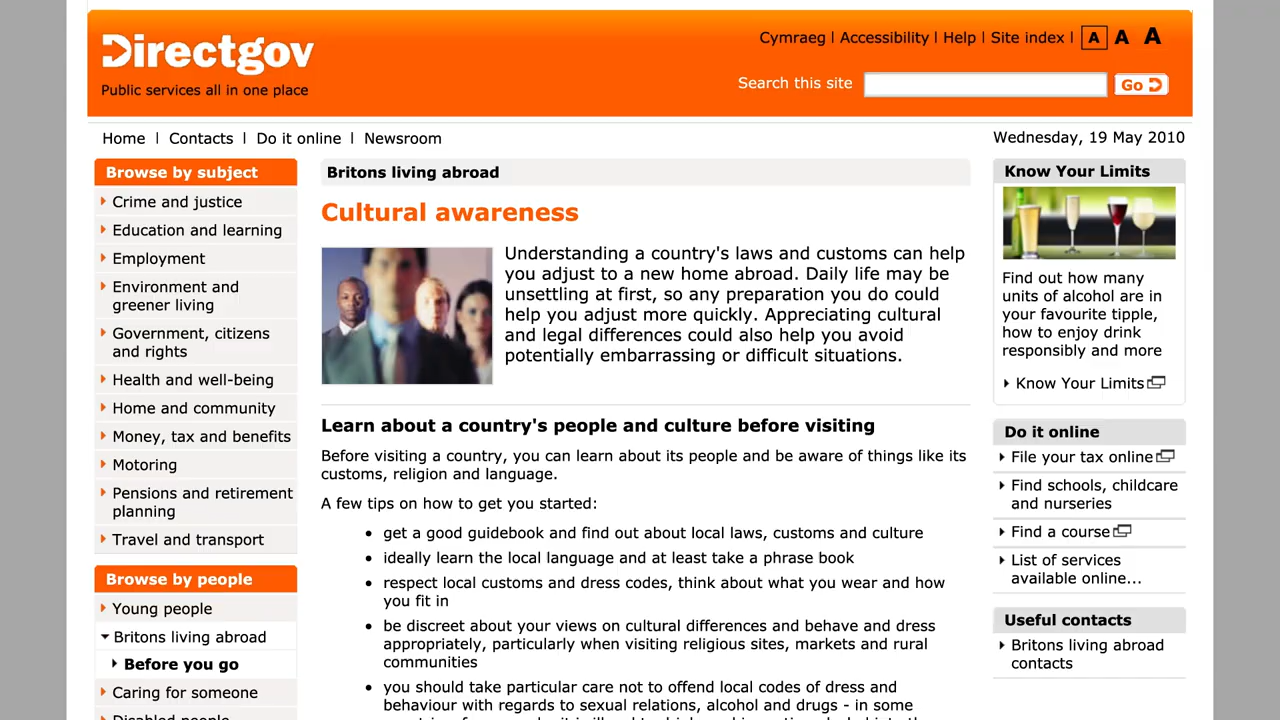 Directgov
Public services all in one place
Cymraeg | Accessibility | Help | Site index | A A A
Search this site
Go
Home | Contacts | Do it online | Newsroom
Wednesday, 19 May 2010
Browse by subject
Crime and justice
Education and learning
Employment
Environment and
greener living
Government, citizens
and rights
Health and well-being
Home and community
Money, tax and benefits
Motoring
Pensions and retirement
planning
Travel and transport
Browse by people
Young people
Britons living abroad
Before you go
Caring for someone
Disabled people
Britons living abroad
Cultural awareness
Understanding a country's laws and customs can help
you adjust to a new home abroad. Daily life may be
unsettling at first, so any preparation you do could
help you adjust more quickly. Appreciating cultural
and legal differences could also help you avoid
potentially embarrassing or difficult situations.
Learn about a country's people and culture before visiting
Before visiting a country, you can learn about its people and be aware of things like its
customs, religion and language.
A few tips on how to get you started:
• get a good guidebook and find out about local laws, customs and culture
• ideally learn the local language and at least take a phrase book
• respect local customs and dress codes, think about what you wear and how
you fit in
• be discreet about your views on cultural differences and behave and dress
appropriately, particularly when visiting religious sites, markets and rural
communities
• you should take particular care not to offend local codes of dress and
behaviour with regards to sexual relations, alcohol and drugs - in some
Know Your Limits
Find out how many
units of alcohol are in
your favourite tipple,
how to enjoy drink
responsibly and more
Know Your Limits
Do it online
File your tax online
Find schools, childcare
and nurseries
Find a course
List of services
available online...
Useful contacts
Britons living abroad
contacts